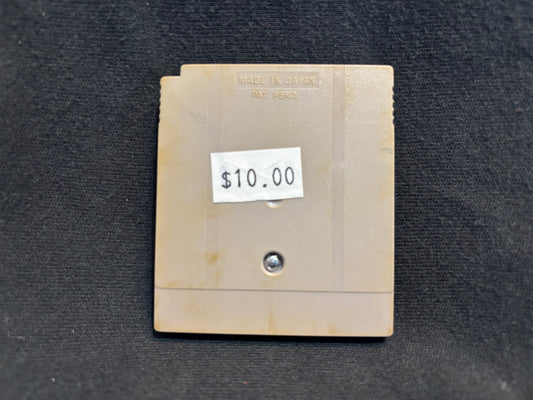 MADE IN JAPAN
PAT. PEND.
$10.00